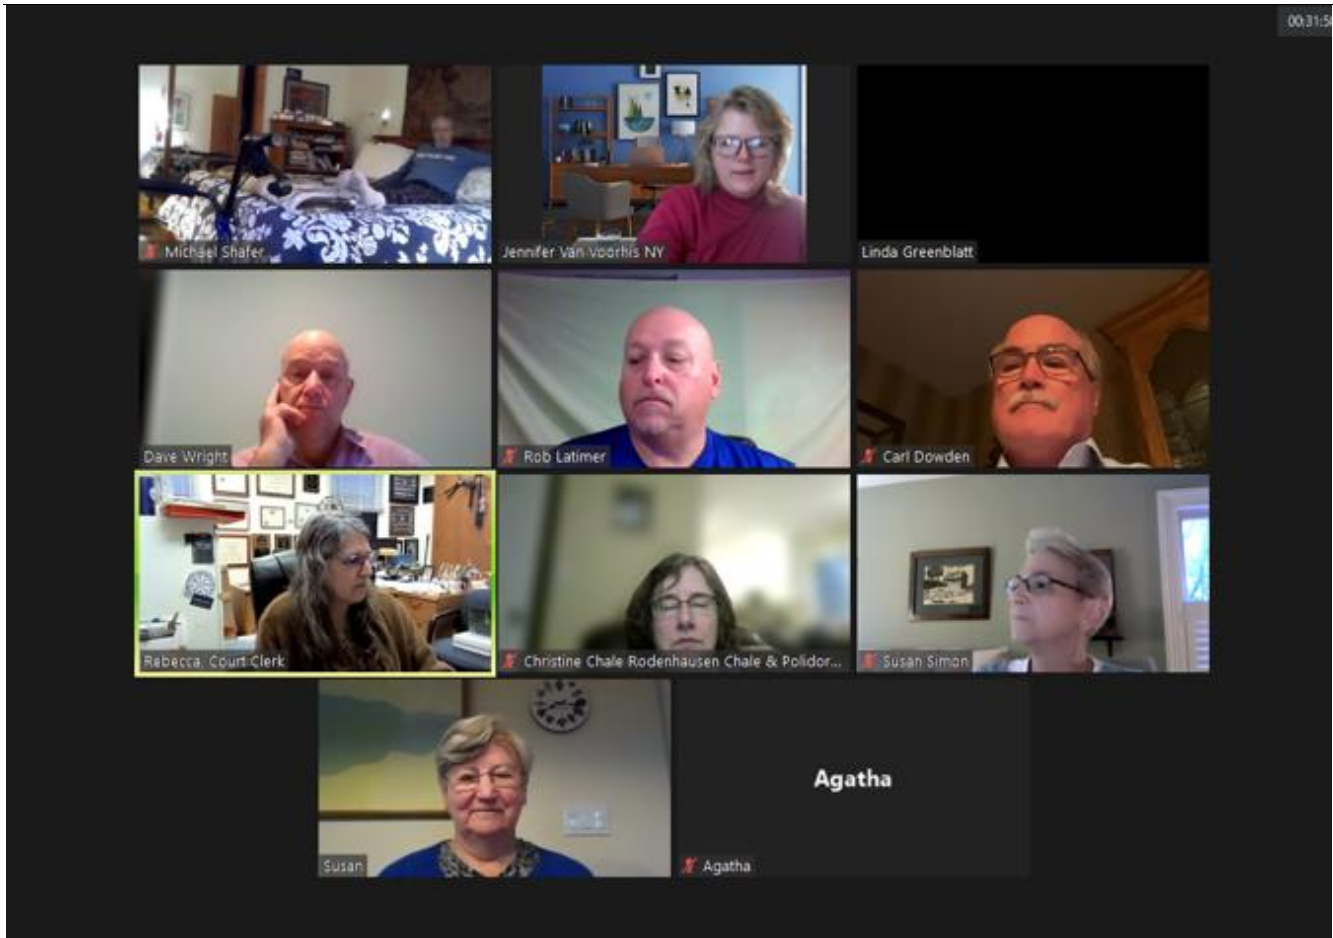 00:31:50
Michael Shafer
Jennifer Van Voorhis NY
Linda Greenblatt
Dave Wright
Rob Latimer
Carl Dowden
Rebecca, Court Clerk
Christine Chale Rodenhausen Chale & Polidor...
Susan Simon
Susan
Agatha
Agatha